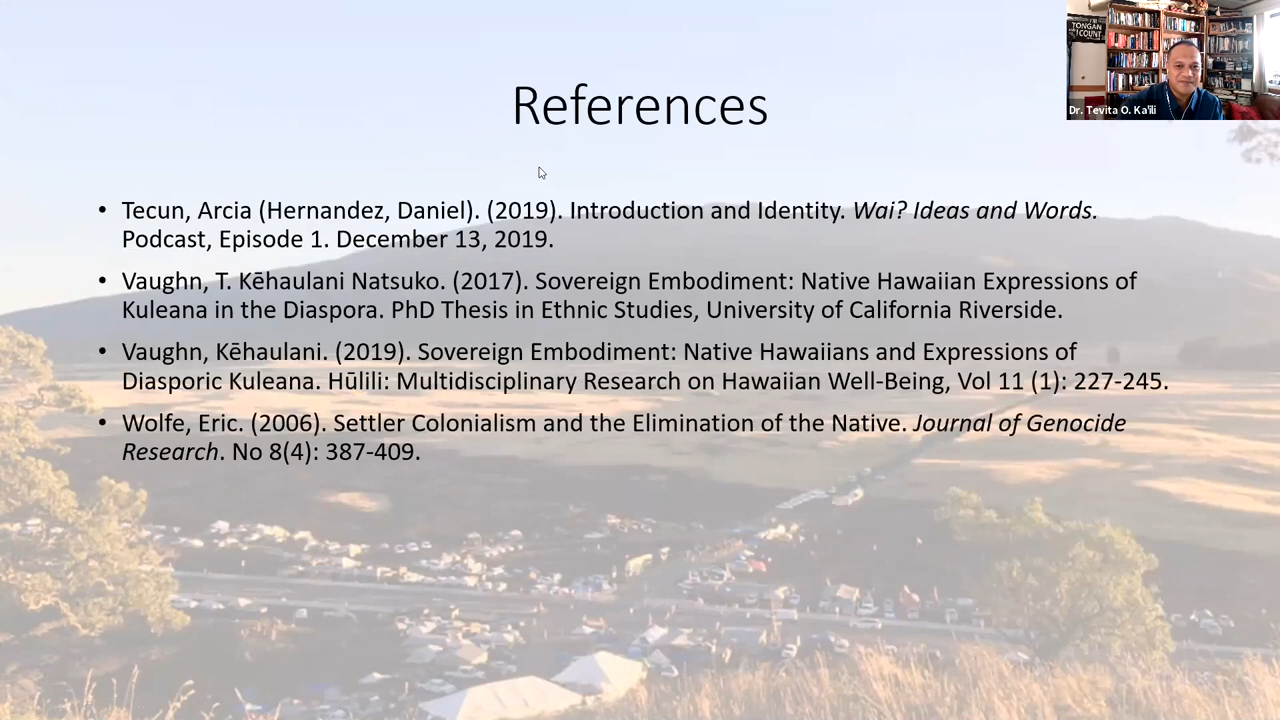 TONGAN
COUNT
Dr. Tevita O. Ka'ili
References
• Tecun, Arcia (Hernandez, Daniel). (2019). Introduction and Identity. Wai? Ideas and Words.
Podcast, Episode 1. December 13, 2019.
• Vaughn, T. Kēhaulani Natsuko. (2017). Sovereign Embodiment: Native Hawaiian Expressions of
Kuleana in the Diaspora. PhD Thesis in Ethnic Studies, University of California Riverside.
• Vaughn, Kēhaulani. (2019). Sovereign Embodiment: Native Hawaiians and Expressions of
Diasporic Kuleana. Hūlili: Multidisciplinary Research on Hawaiian Well-Being, Vol 11 (1): 227-245.
• Wolfe, Eric. (2006). Settler Colonialism and the Elimination of the Native. Journal of Genocide
Research. No 8(4): 387-409.